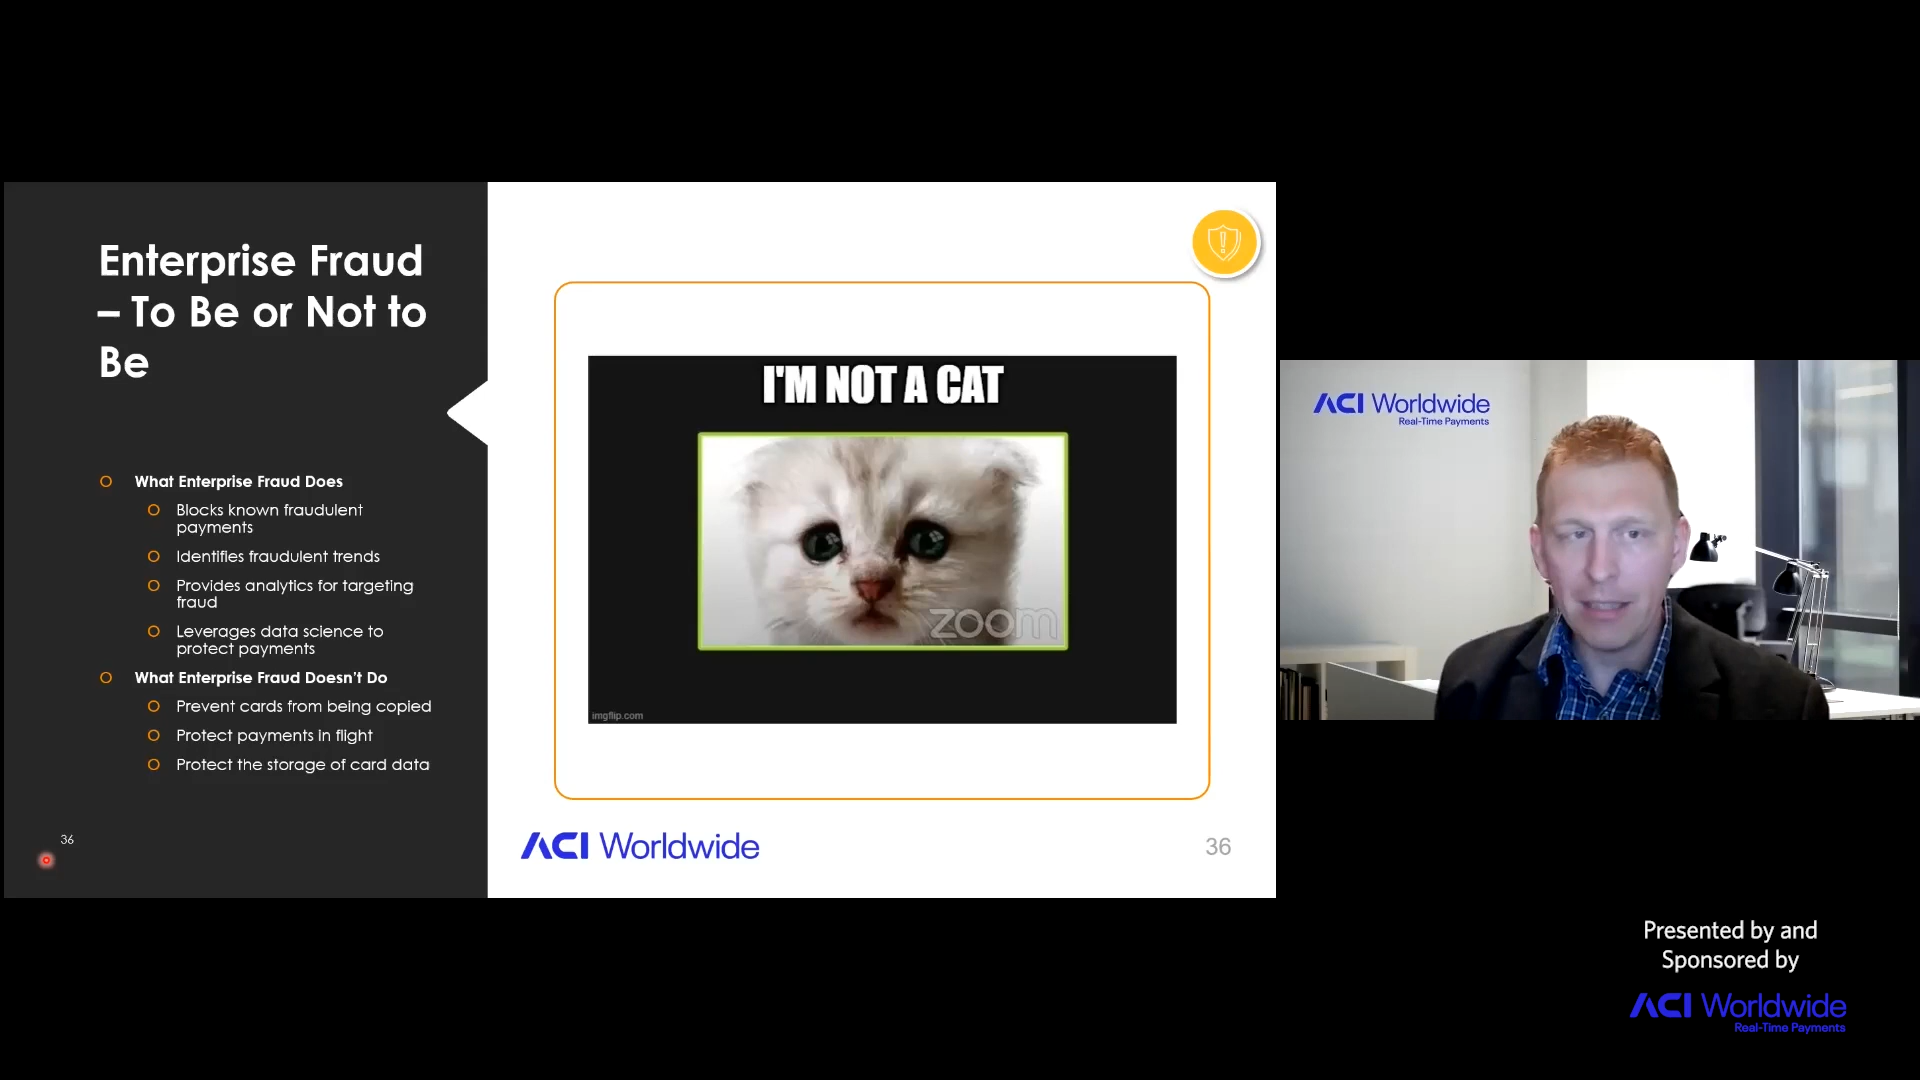 Enterprise Fraud
– To Be or Not to
Be
What Enterprise Fraud Does
Blocks known fraudulent
payments
Identifies fraudulent trends
Provides analytics for targeting
fraud
Leverages data science to
protect payments
What Enterprise Fraud Doesn't Do
Prevent cards from being copied
Protect payments in flight
Protect the storage of card data
36
I'M NOT A CAT
zoom
imgflip.com
ACI Worldwide
36
ACI Worldwide
Real-Time Payments
Presented by and
Sponsored by
ACI Worldwide
Real-Time Payments